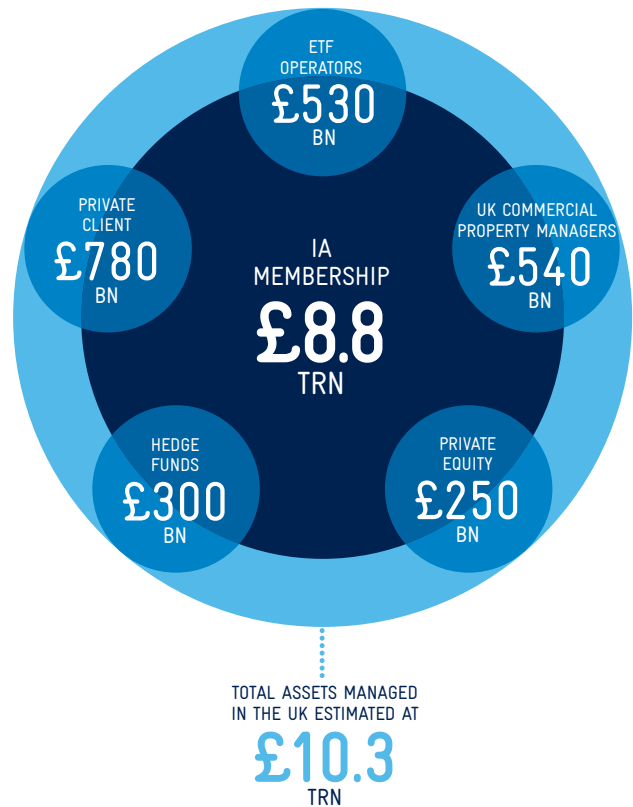 ETF
OPERATORS
£530
BN
PRIVATE
CLIENT
£780
BN
UK COMMERCIAL
PROPERTY MANAGERS
£540
BN
IA
MEMBERSHIP
£8.8
TRN
HEDGE
FUNDS
£300
BN
PRIVATE
EQUITY
£250
BN
TOTAL ASSETS MANAGED
IN THE UK ESTIMATED AT
£10.3
TRN